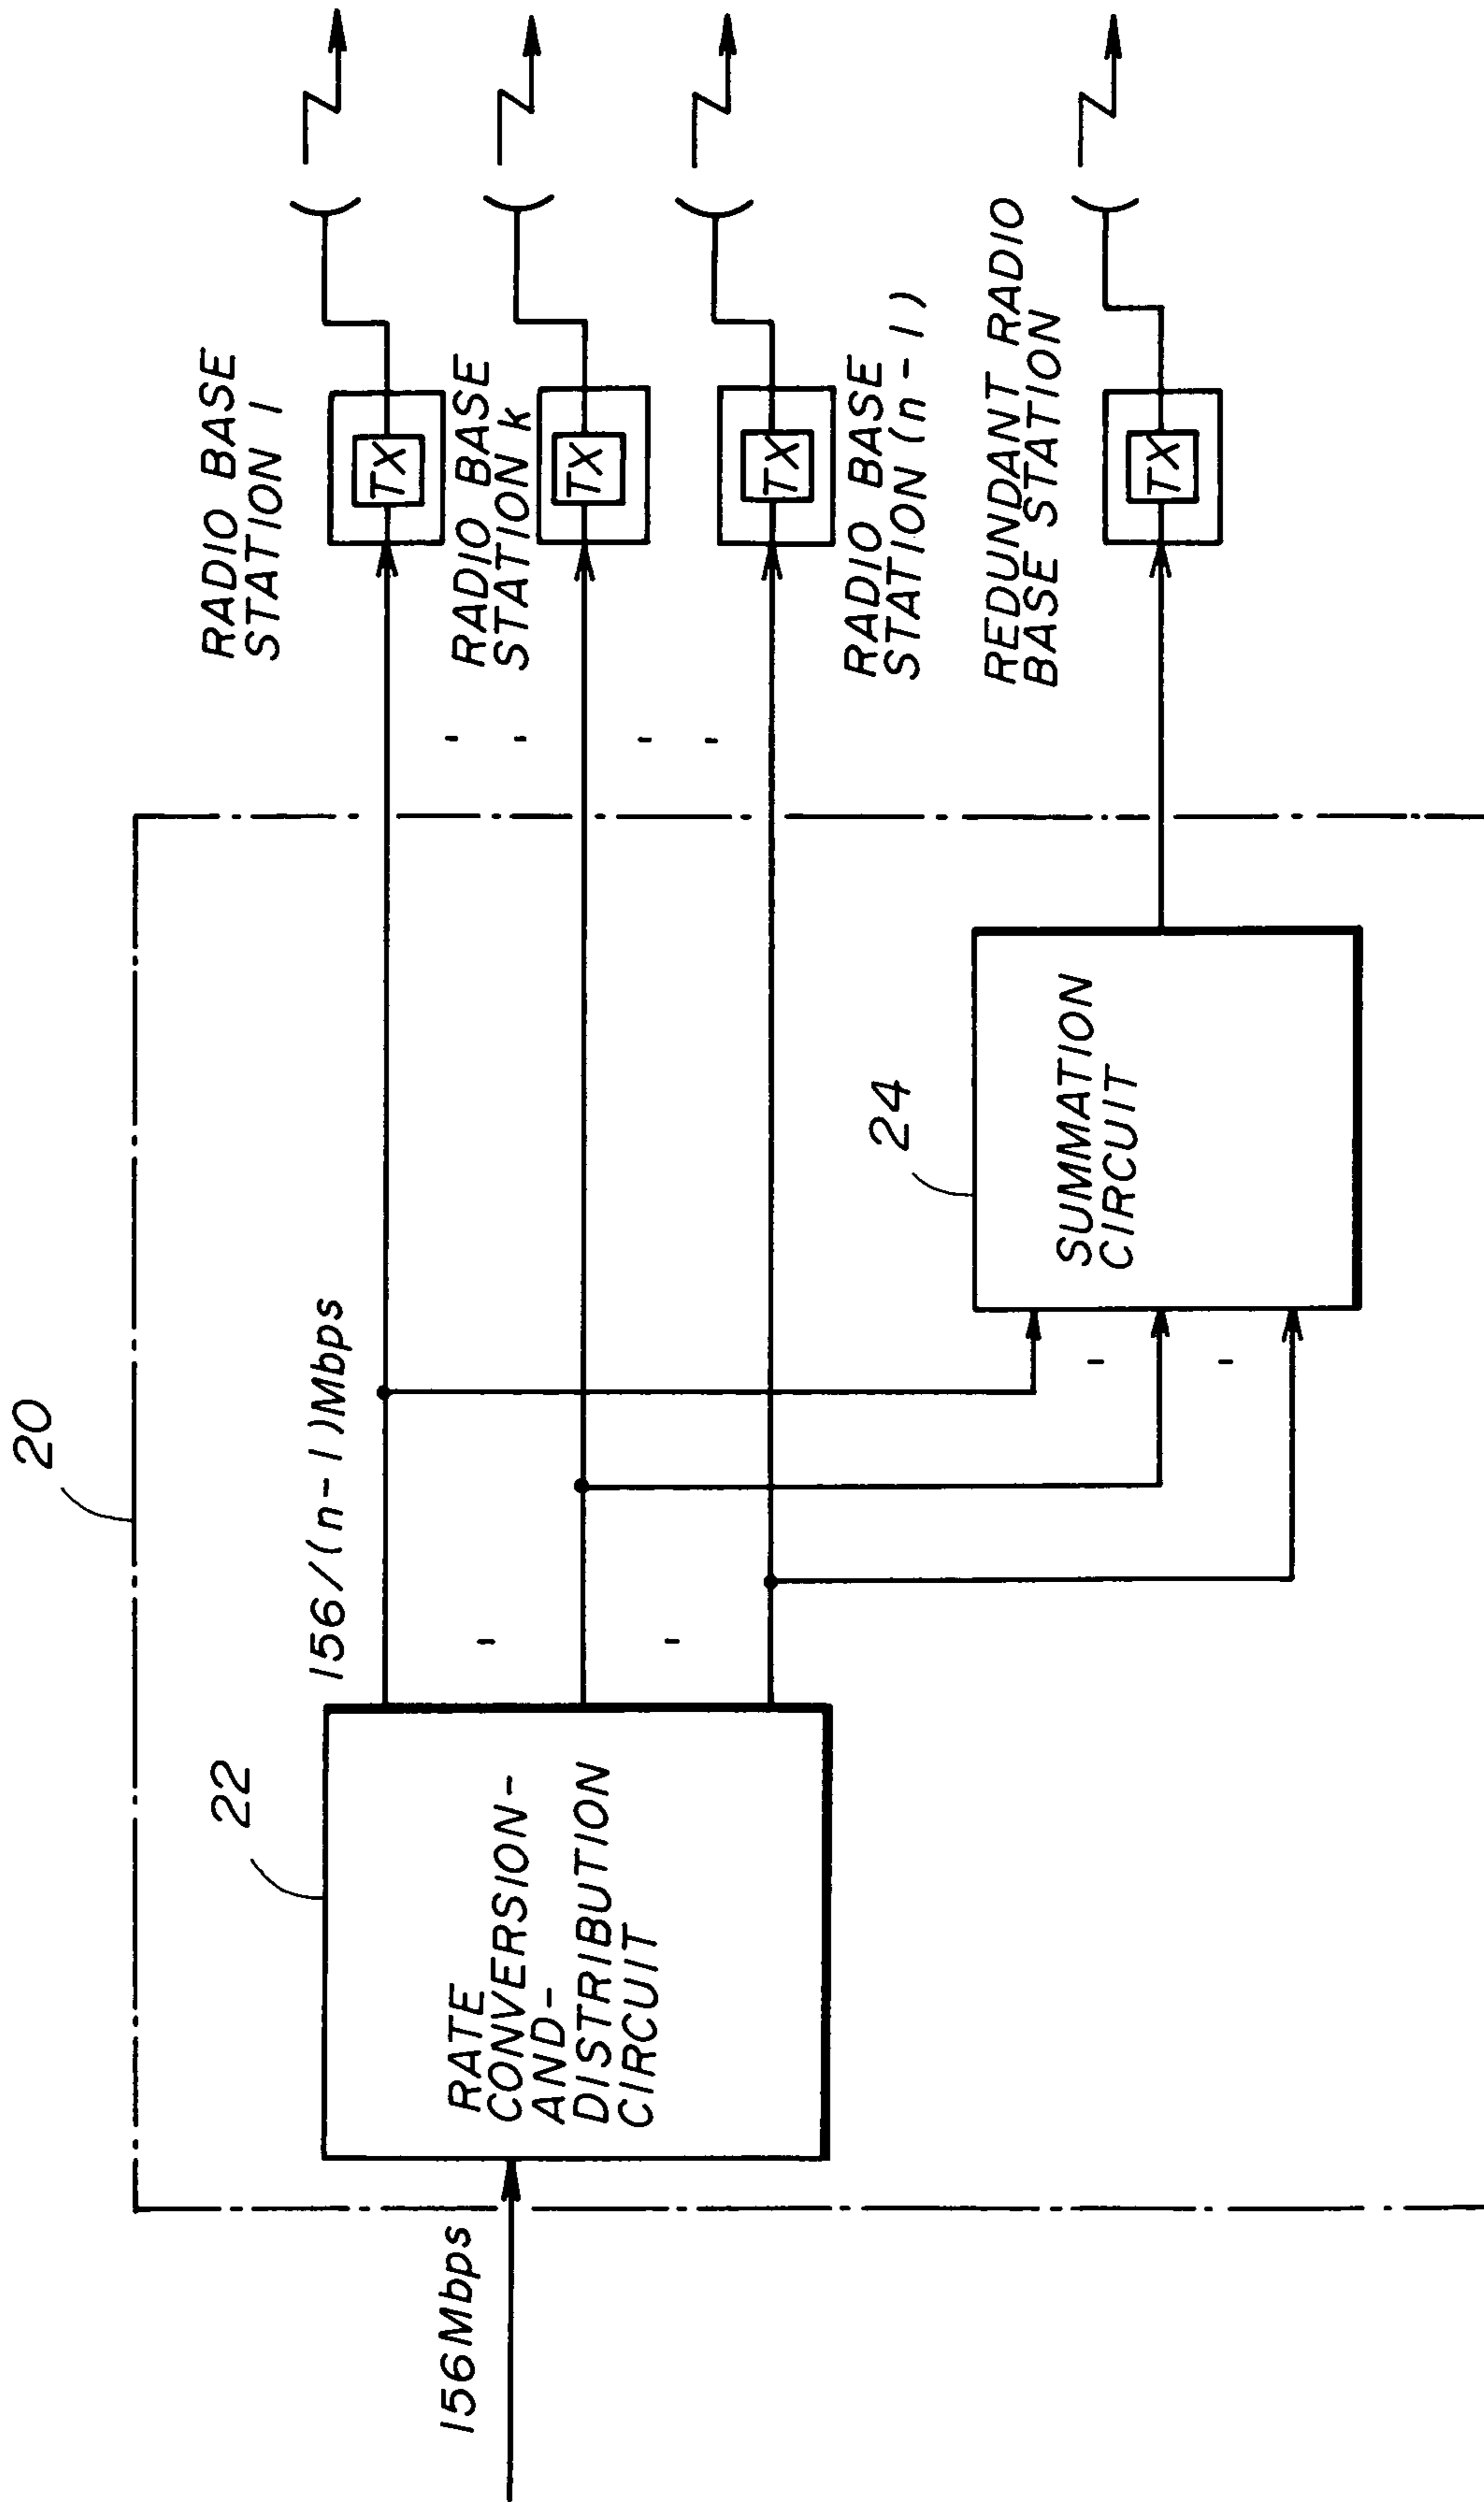 20
22
156Mbps
RATE
CONVERSION-
AND-
DISTRIBUTION
CIRCUIT
156/(n-1)Mbps
24
SUMMATION
CIRCUIT
RADIO BASE
STATION 1
TX
RADIO BASE
STATION k
TX
RADIO BASE
STATION (n-1)
TX
REDUNDANT RADIO
BASE STATION
TX